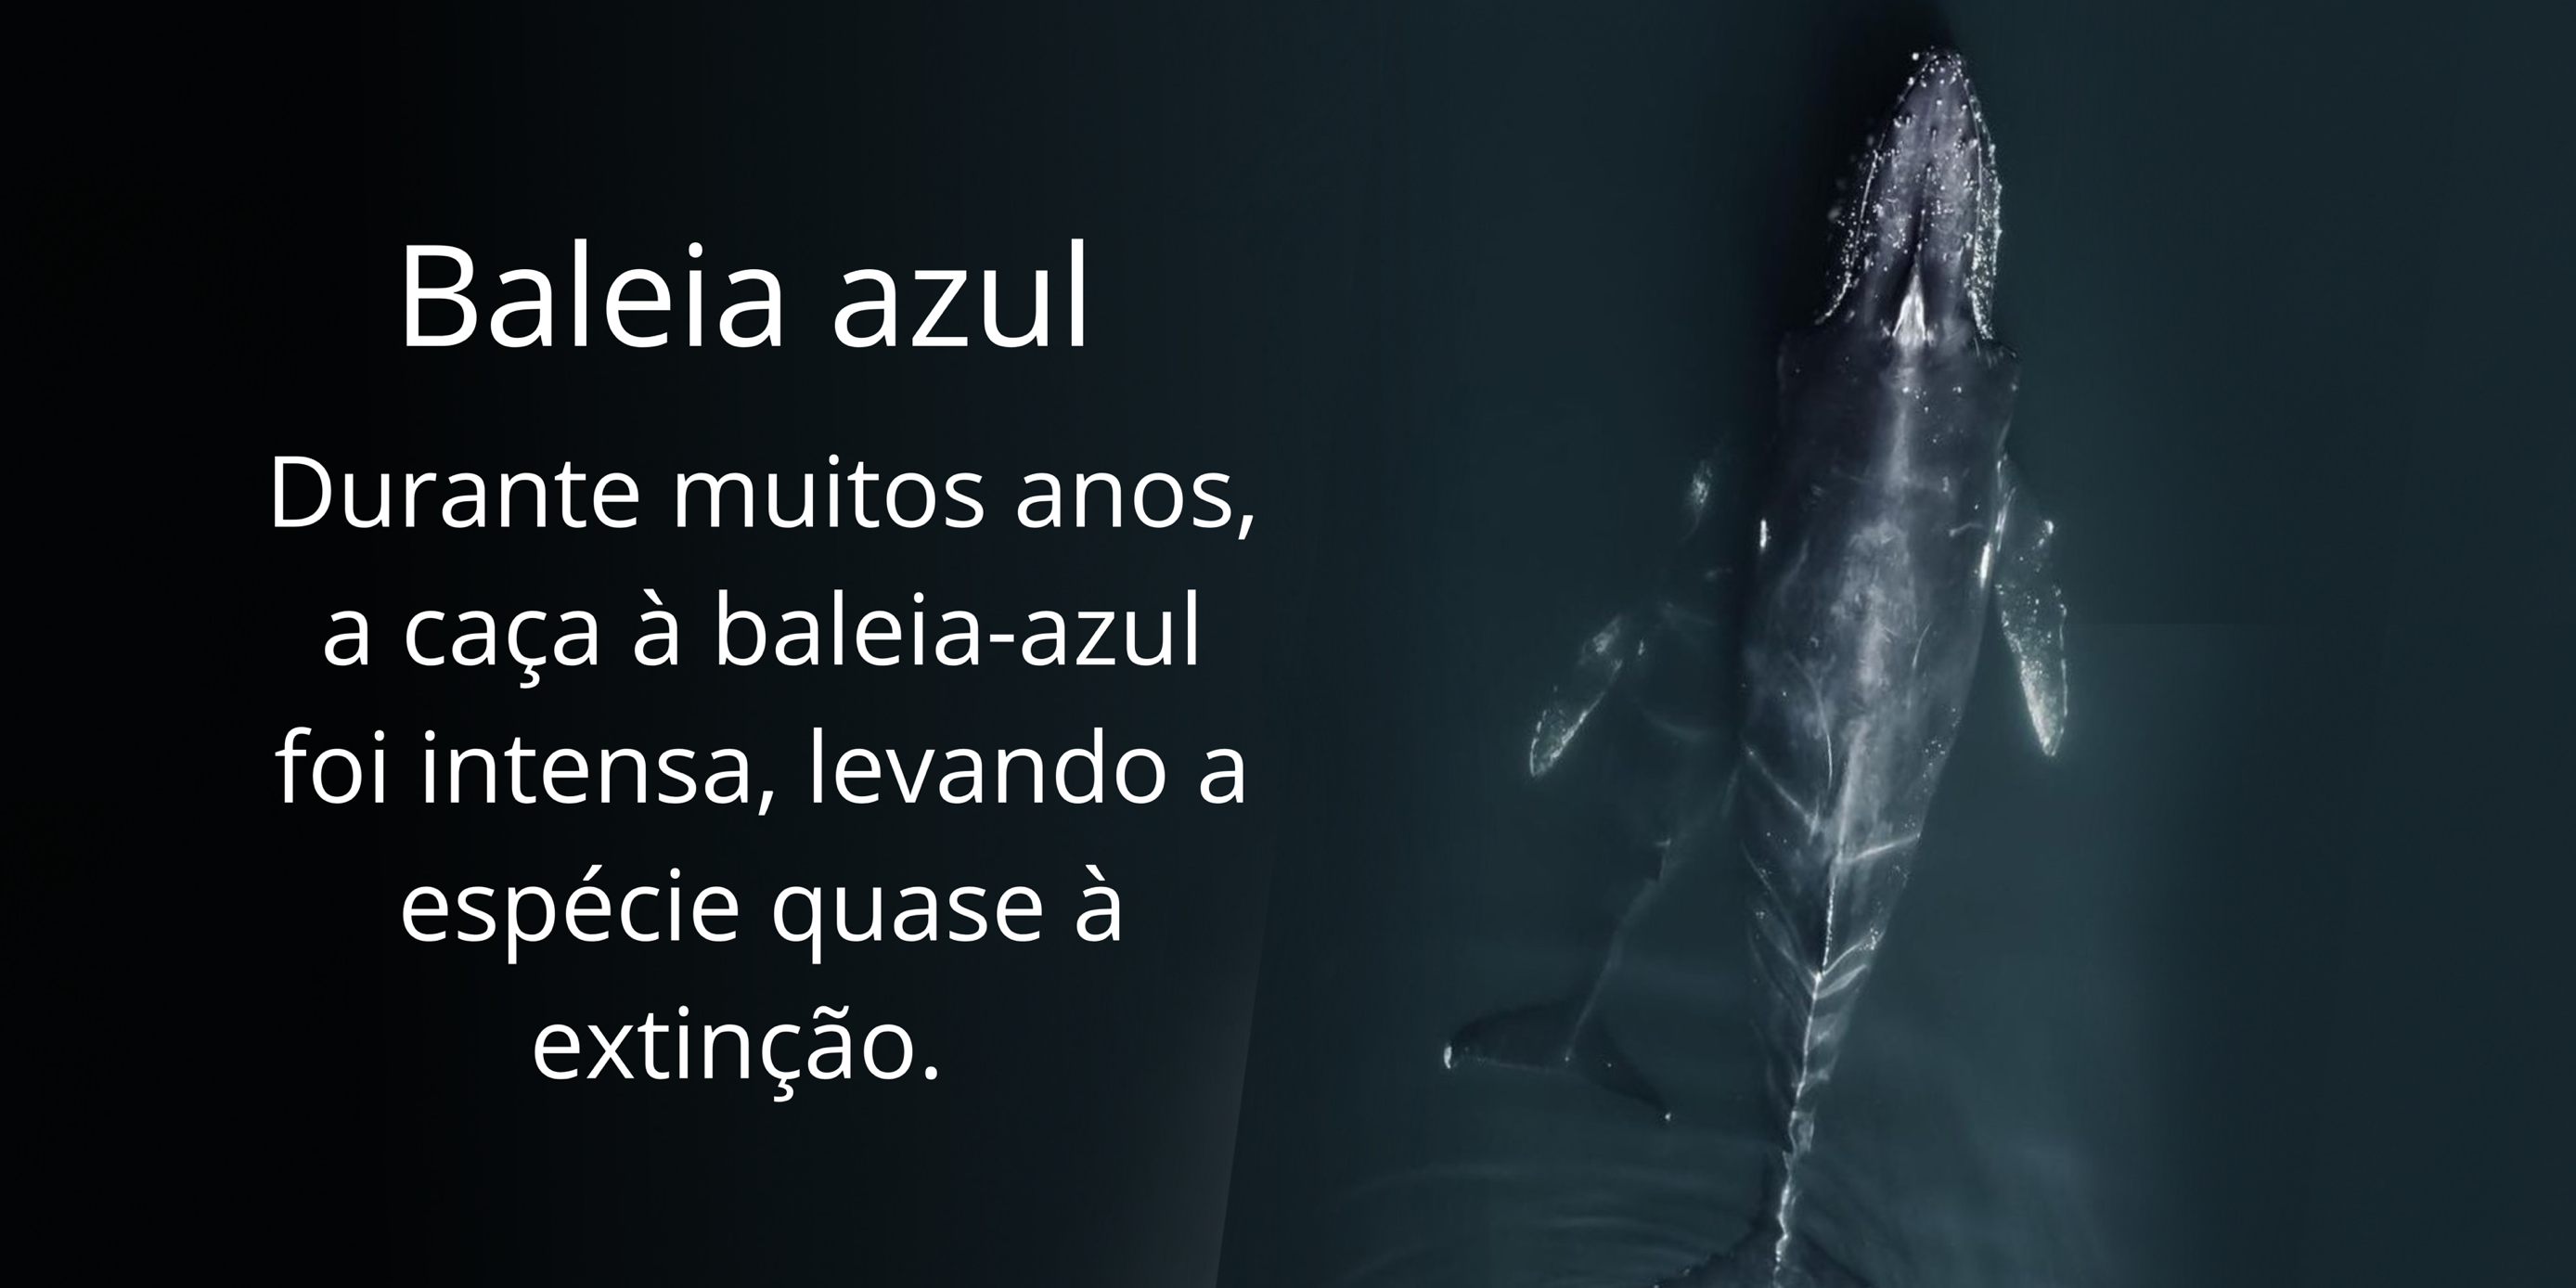 Baleia azul
Durante muitos anos,
a caça à baleia-azul
foi intensa, levando a
espécie quase à
extinção.